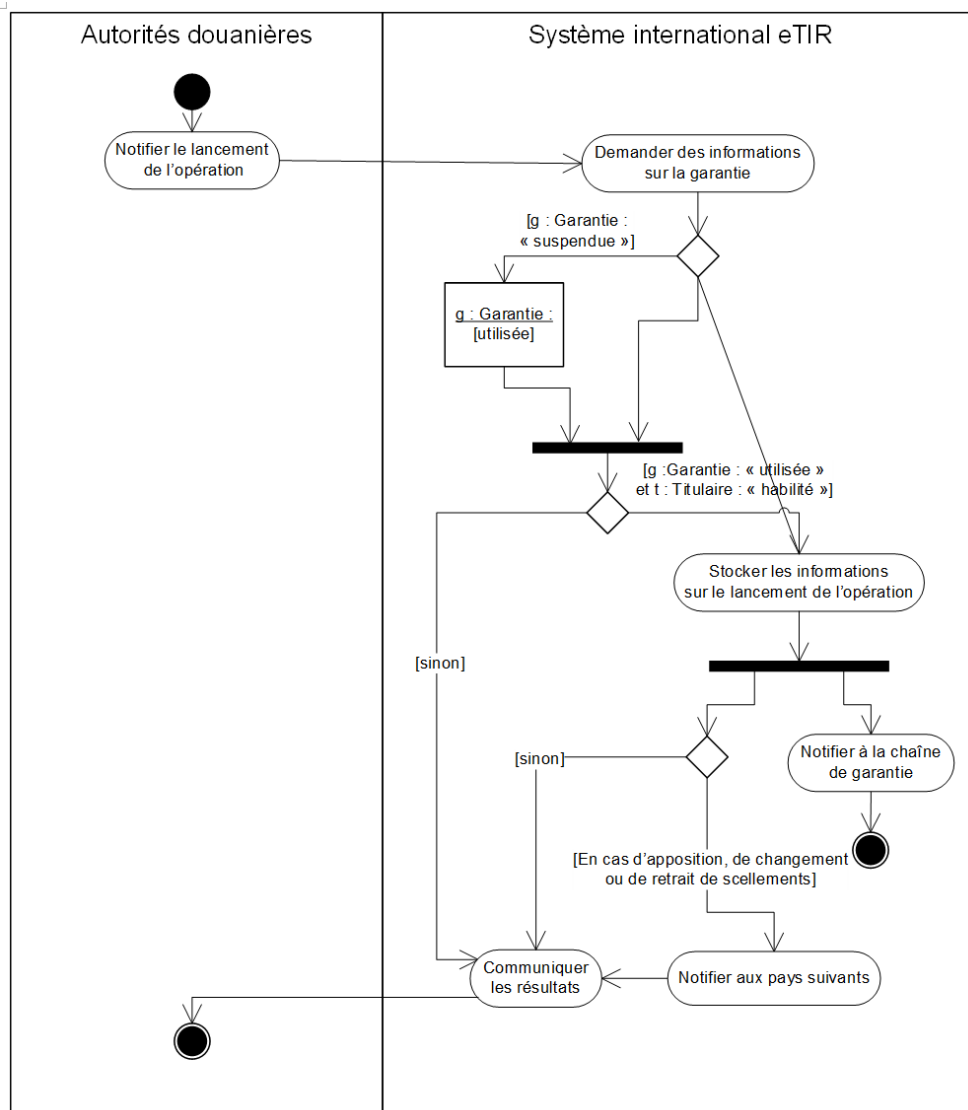 Autorités douanières
Système international eTIR
Notifier le lancement
de l'opération
Demander des informations
sur la garantie
[g : Garantie :
« suspendue »]
g : Garantie :
[utilisée]
[g :Garantie : « utilisée »
et t : Titulaire : « habilité »]
Stocker les informations
sur le lancement de l'opération
[sinon]
[sinon]
Notifier à la chaîne
de garantie
[En cas d'apposition, de changement
ou de retrait de scellements]
Communiquer
les résultats
Notifier aux pays suivants